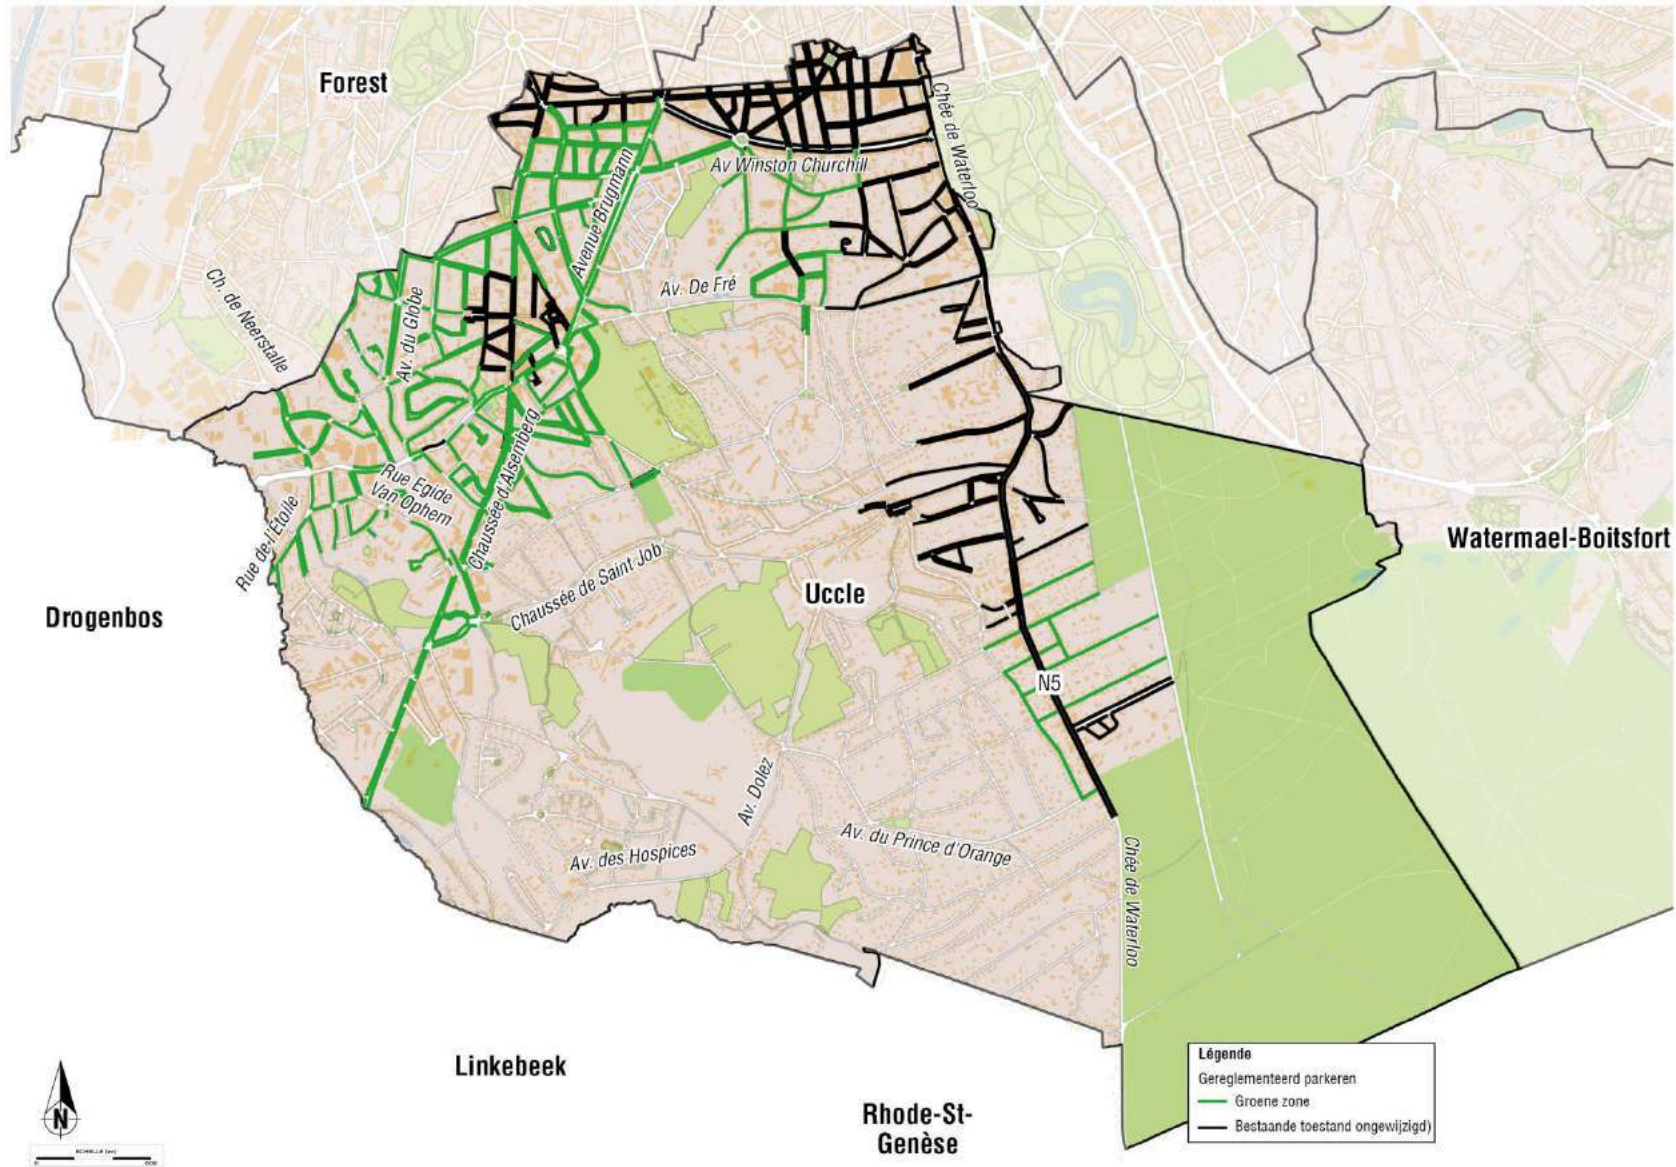 Forest
Chée de Waterloo
Av Winston Churchill
Avenue Brugmann
Av. De Fré
Ch. de Neerstalle
Av. du Globe
Chaussée d'Alsemberg
Rue Egide
Van Ophem
Rue de l'Etoile
Watermael-Boitsfort
Chaussée de Saint Job
Uccle
Drogenbos
N5
Av. Dolez
Av. du Prince d'Orange
Av. des Hospices
Chée de Waterloo
Linkebeek
Rhode-St-
Genèse
Légende
Gereglementeerd parkeren
Groene zone
Bestaande toestand ongewijzigd)
N
ECHELLE (m)
0 600